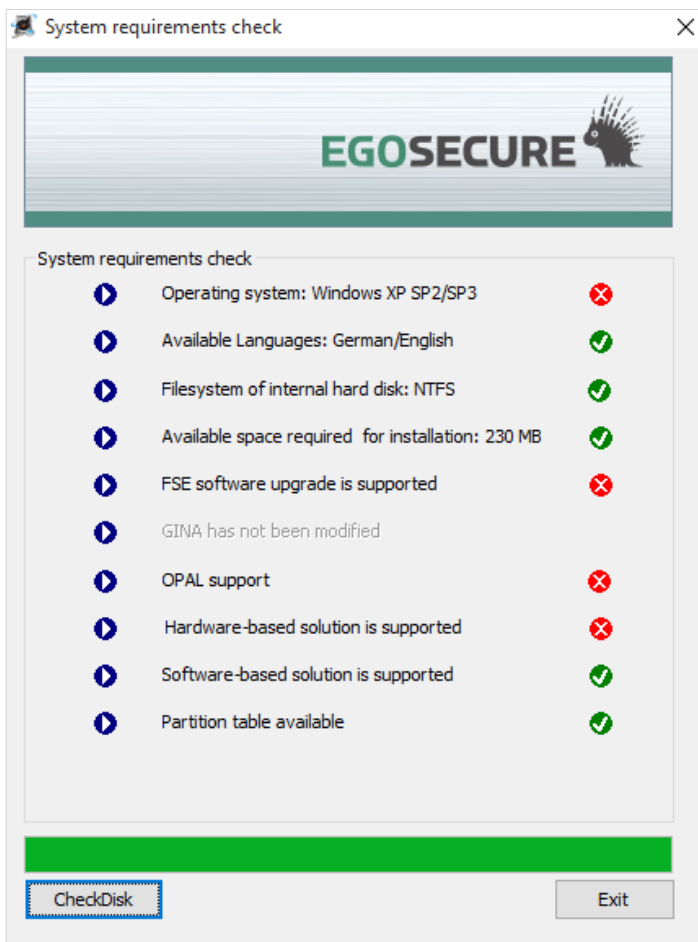 System requirements check
EGOSECURE
System requirements check
Operating system: Windows XP SP2/SP3
Available Languages: German/English
Filesystem of internal hard disk: NTFS
Available space required  for installation: 230 MB
FSE software upgrade is supported
GINA has not been modified
OPAL support
Hardware-based solution is supported
Software-based solution is supported
Partition table available
CheckDisk
Exit